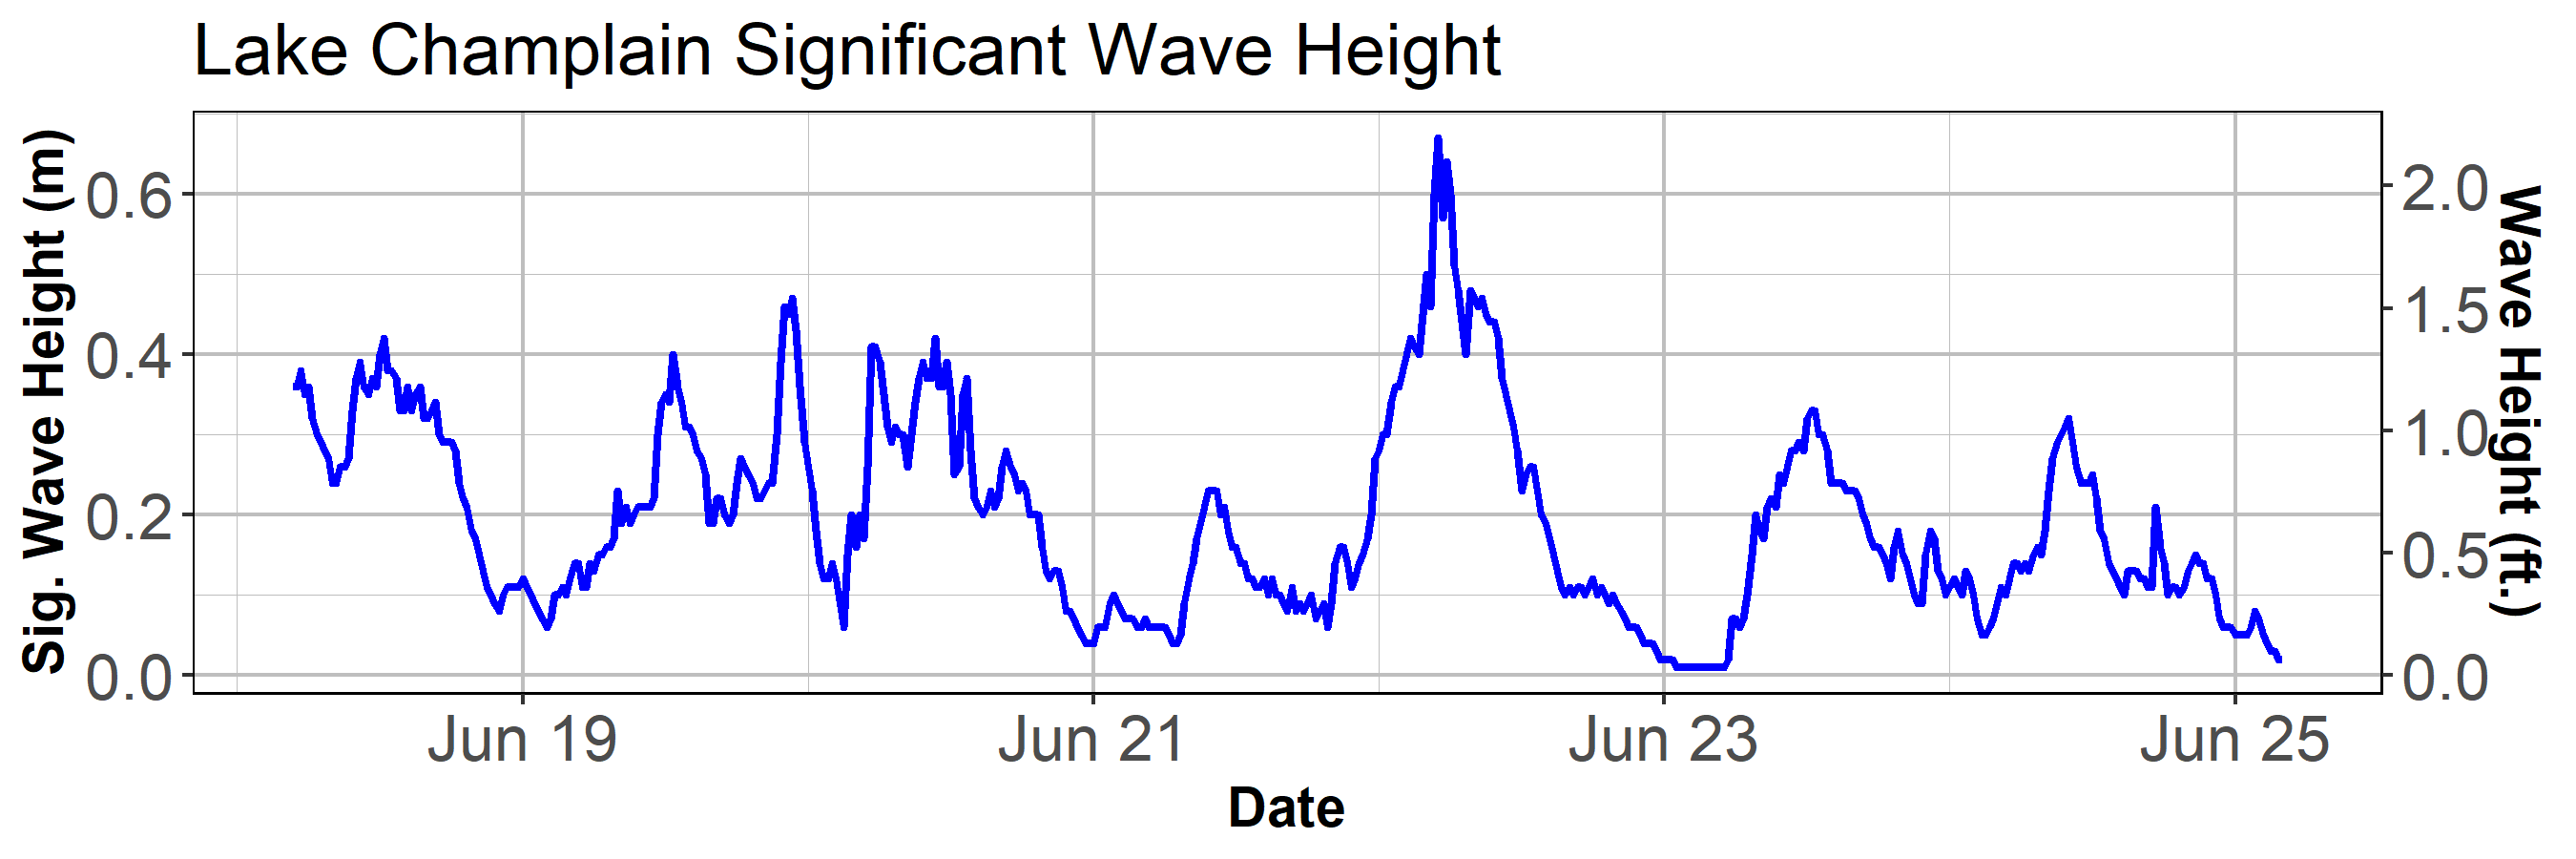 Lake Champlain Significant Wave Height
Sig. Wave Height (m)
0.6
0.4
0.2
0.0
2.0
1.5
1.0
0.5
0.0
Wave Height (ft.)
Jun 19
Jun 21
Jun 23
Jun 25
Date